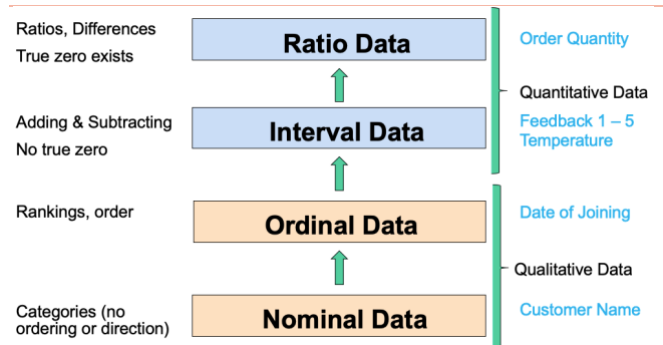 Ratios, Differences
True zero exists
Ratio Data
Order Quantity
Quantitative Data
Adding & Subtracting
No true zero
Interval Data
Feedback 1 – 5
Temperature
Rankings, order
Ordinal Data
Date of Joining
Qualitative Data
Categories (no
ordering or direction)
Nominal Data
Customer Name